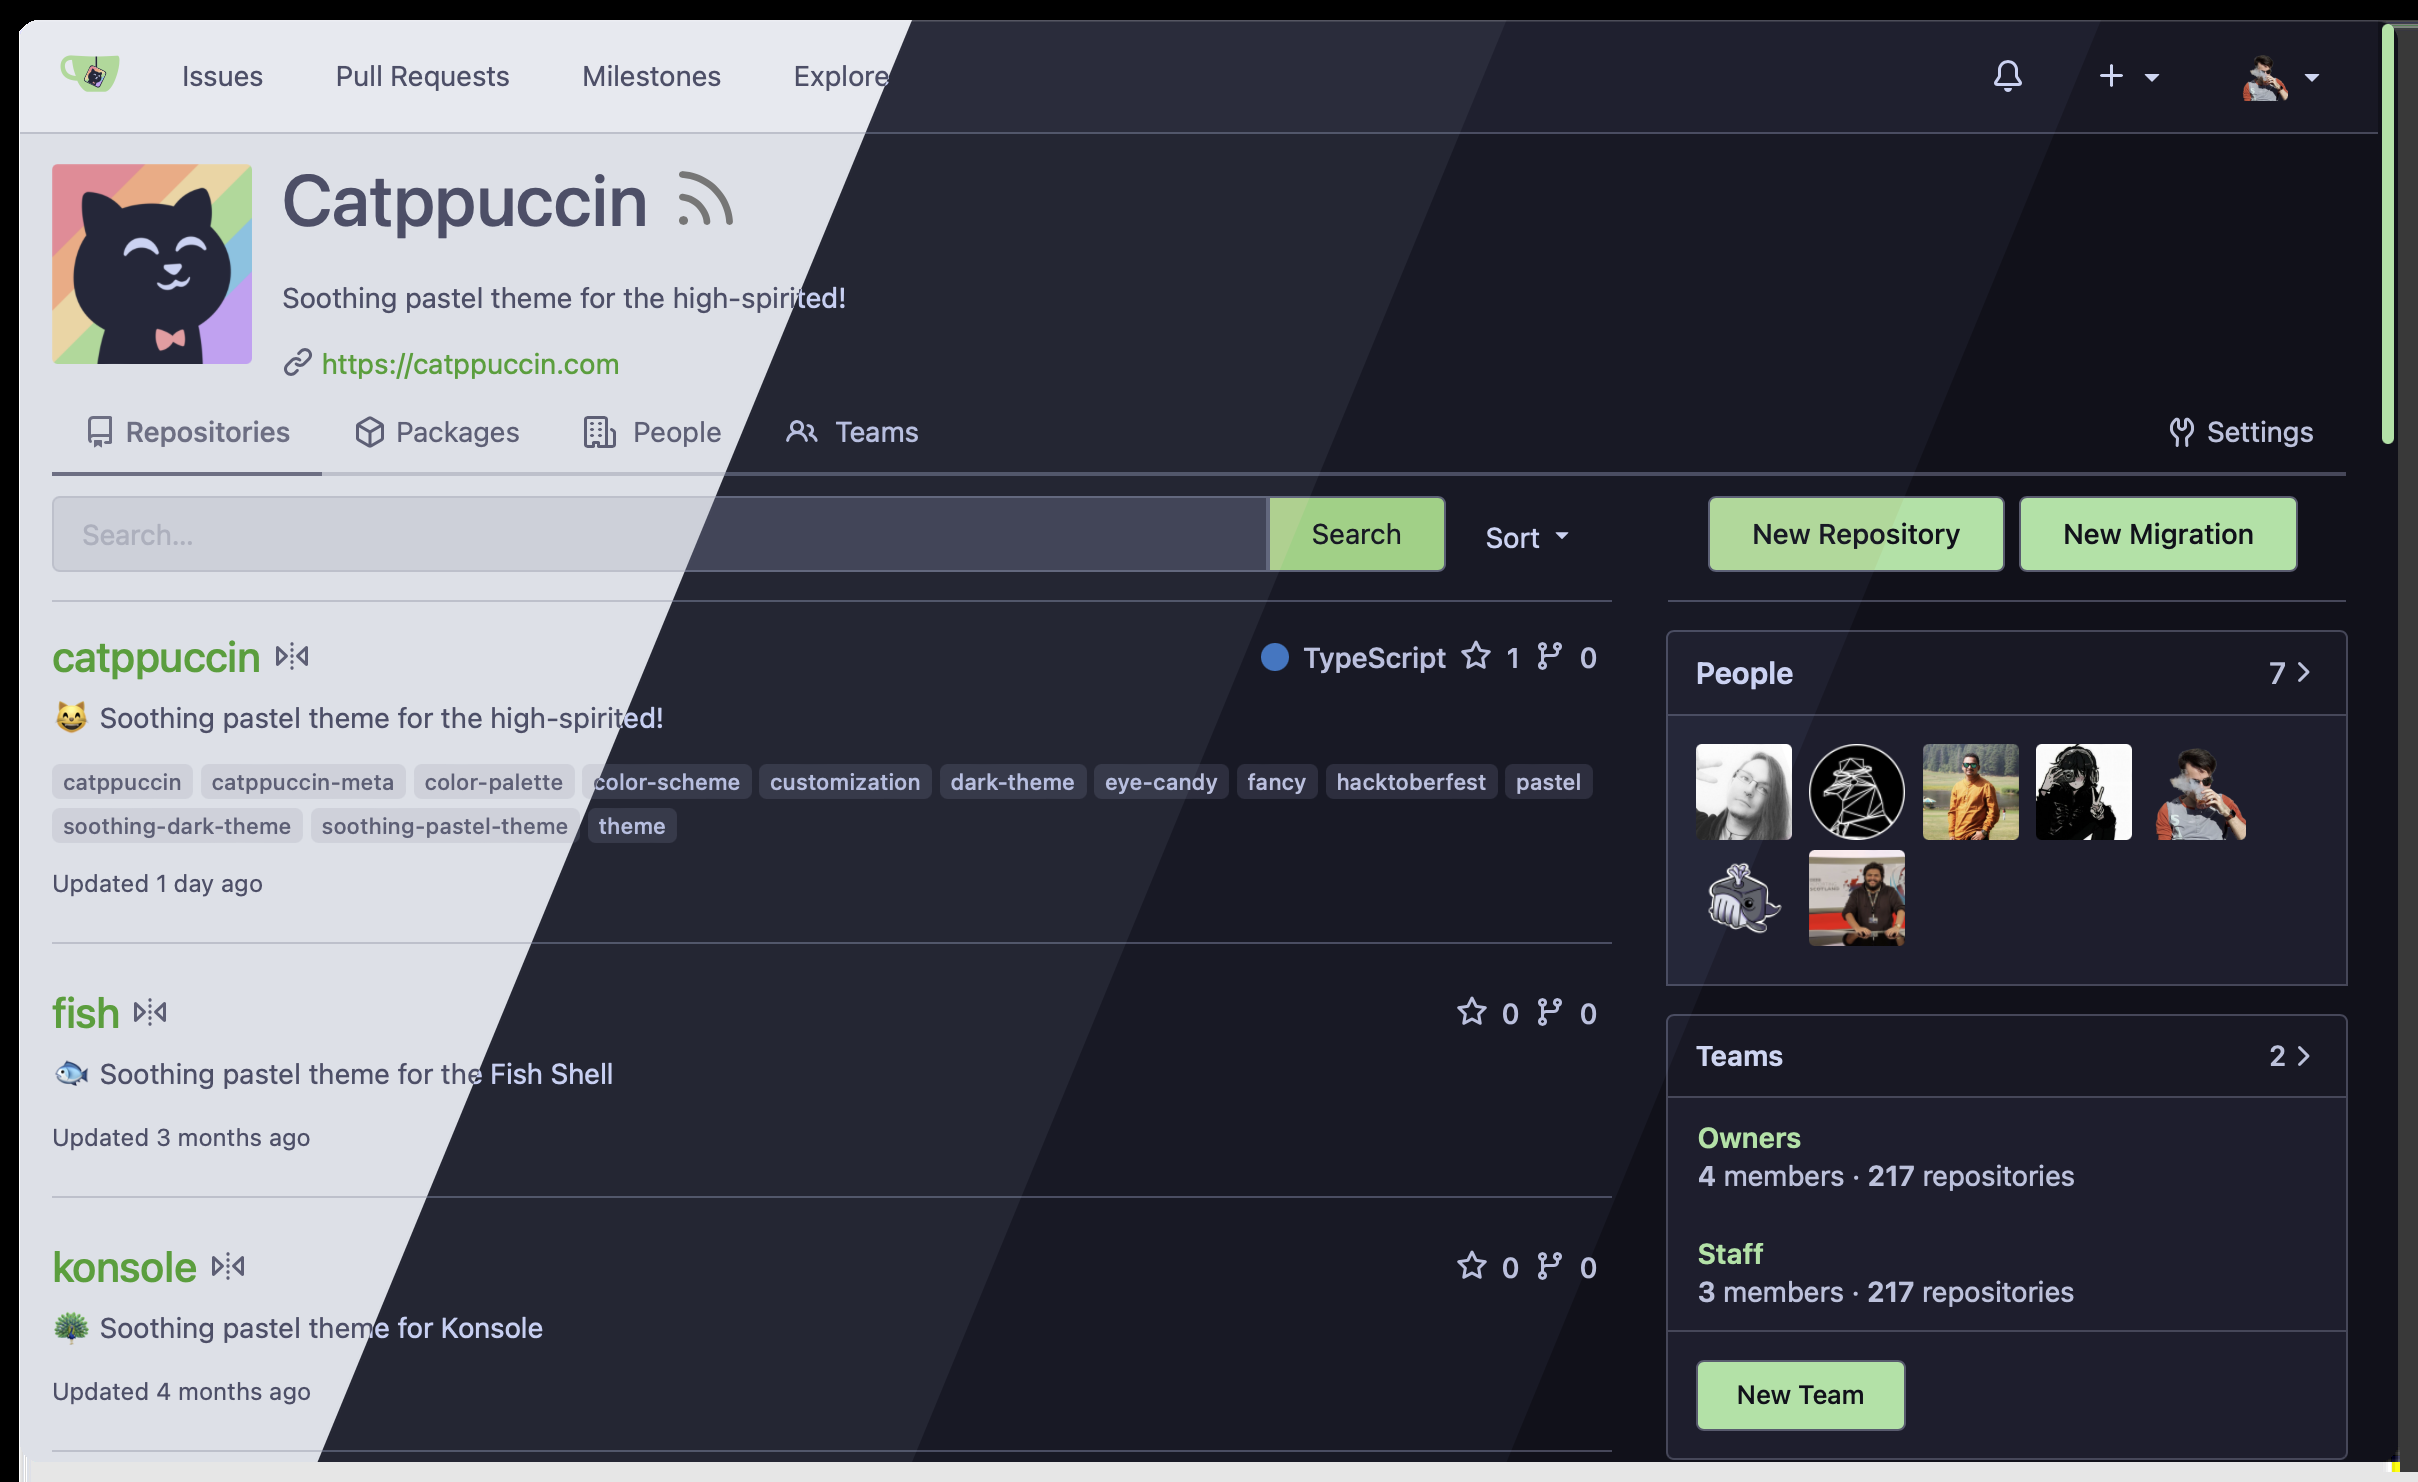 Issues Pull Requests Milestones Explore
Catppuccin
Soothing pastel theme for the high-spirited!
https://catppuccin.com
Repositories Packages People Teams Settings
Search... Search Sort New Repository New Migration
catppuccin TypeScript 1 0
Soothing pastel theme for the high-spirited!
catppuccin catppuccin-meta color-palette color-scheme customization dark-theme eye-candy fancy hacktoberfest pastel
soothing-dark-theme soothing-pastel-theme theme
Updated 1 day ago
fish 0 0
Soothing pastel theme for the Fish Shell
Updated 3 months ago
konsole 0 0
Soothing pastel theme for Konsole
Updated 4 months ago
People 7
Teams 2
Owners
4 members · 217 repositories
Staff
3 members · 217 repositories
New Team